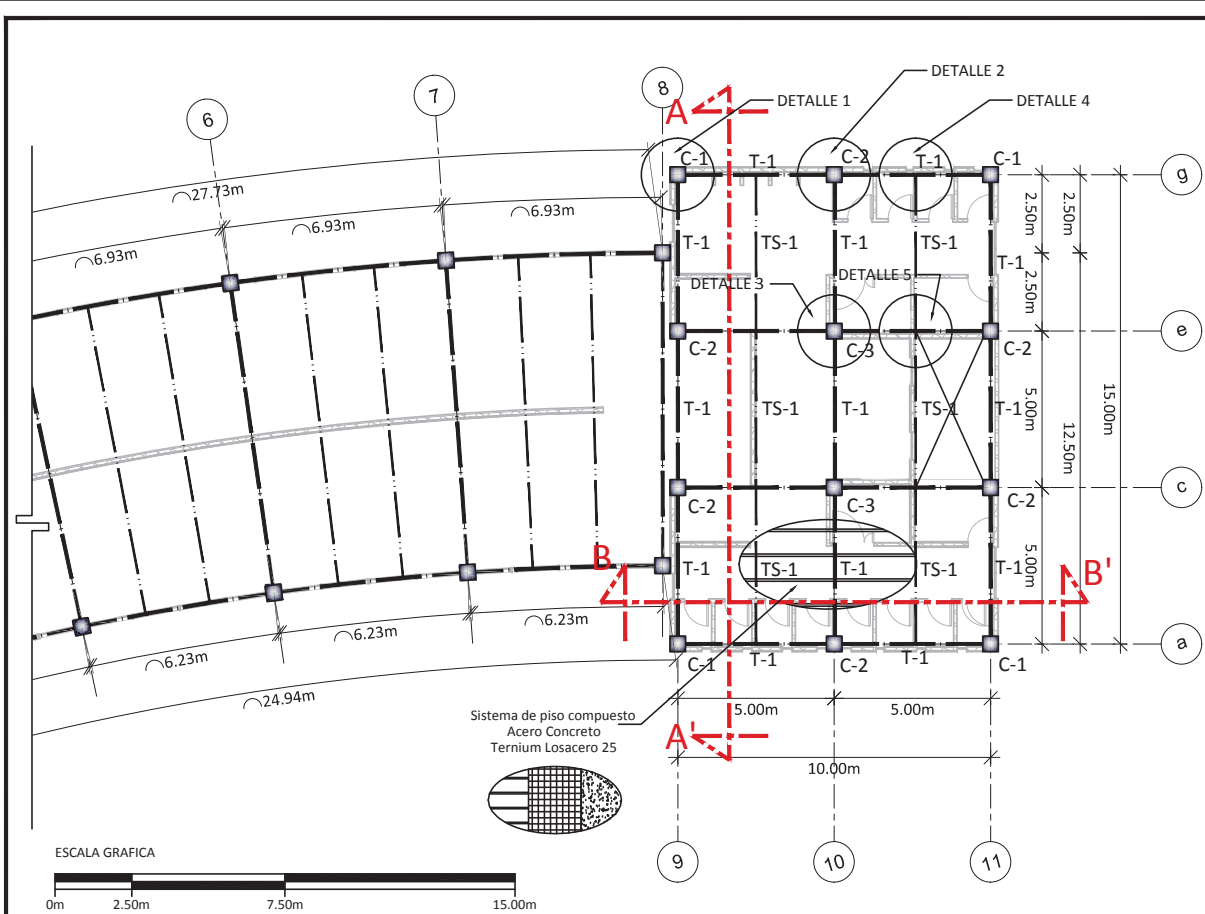 DETALLE 2
DETALLE 1
DETALLE 4
6
7
8
A
C-1
T-1
C-2
T-1
C-1
g
27.73m
6.93m
6.93m
6.93m
2.50m
2.50m
T-1
TS-1
T-1
TS-1
T-1
DETALLE 3
DETALLE 5
2.50m
C-2
C-3
C-2
e
T-1
TS-1
T-1
TS-1
T-1
5.00m
12.50m
15.00m
C-2
C-3
C-2
c
B
T-1
TS-1
T-1
TS-1
T-1
5.00m
B'
6.23m
6.23m
6.23m
24.94m
C-1
T-1
C-2
T-1
C-1
a
Sistema de piso compuesto
Acero Concreto
Ternium Losacero 25
A'
5.00m
5.00m
10.00m
9
10
11
ESCALA GRAFICA
0m
2.50m
7.50m
15.00m